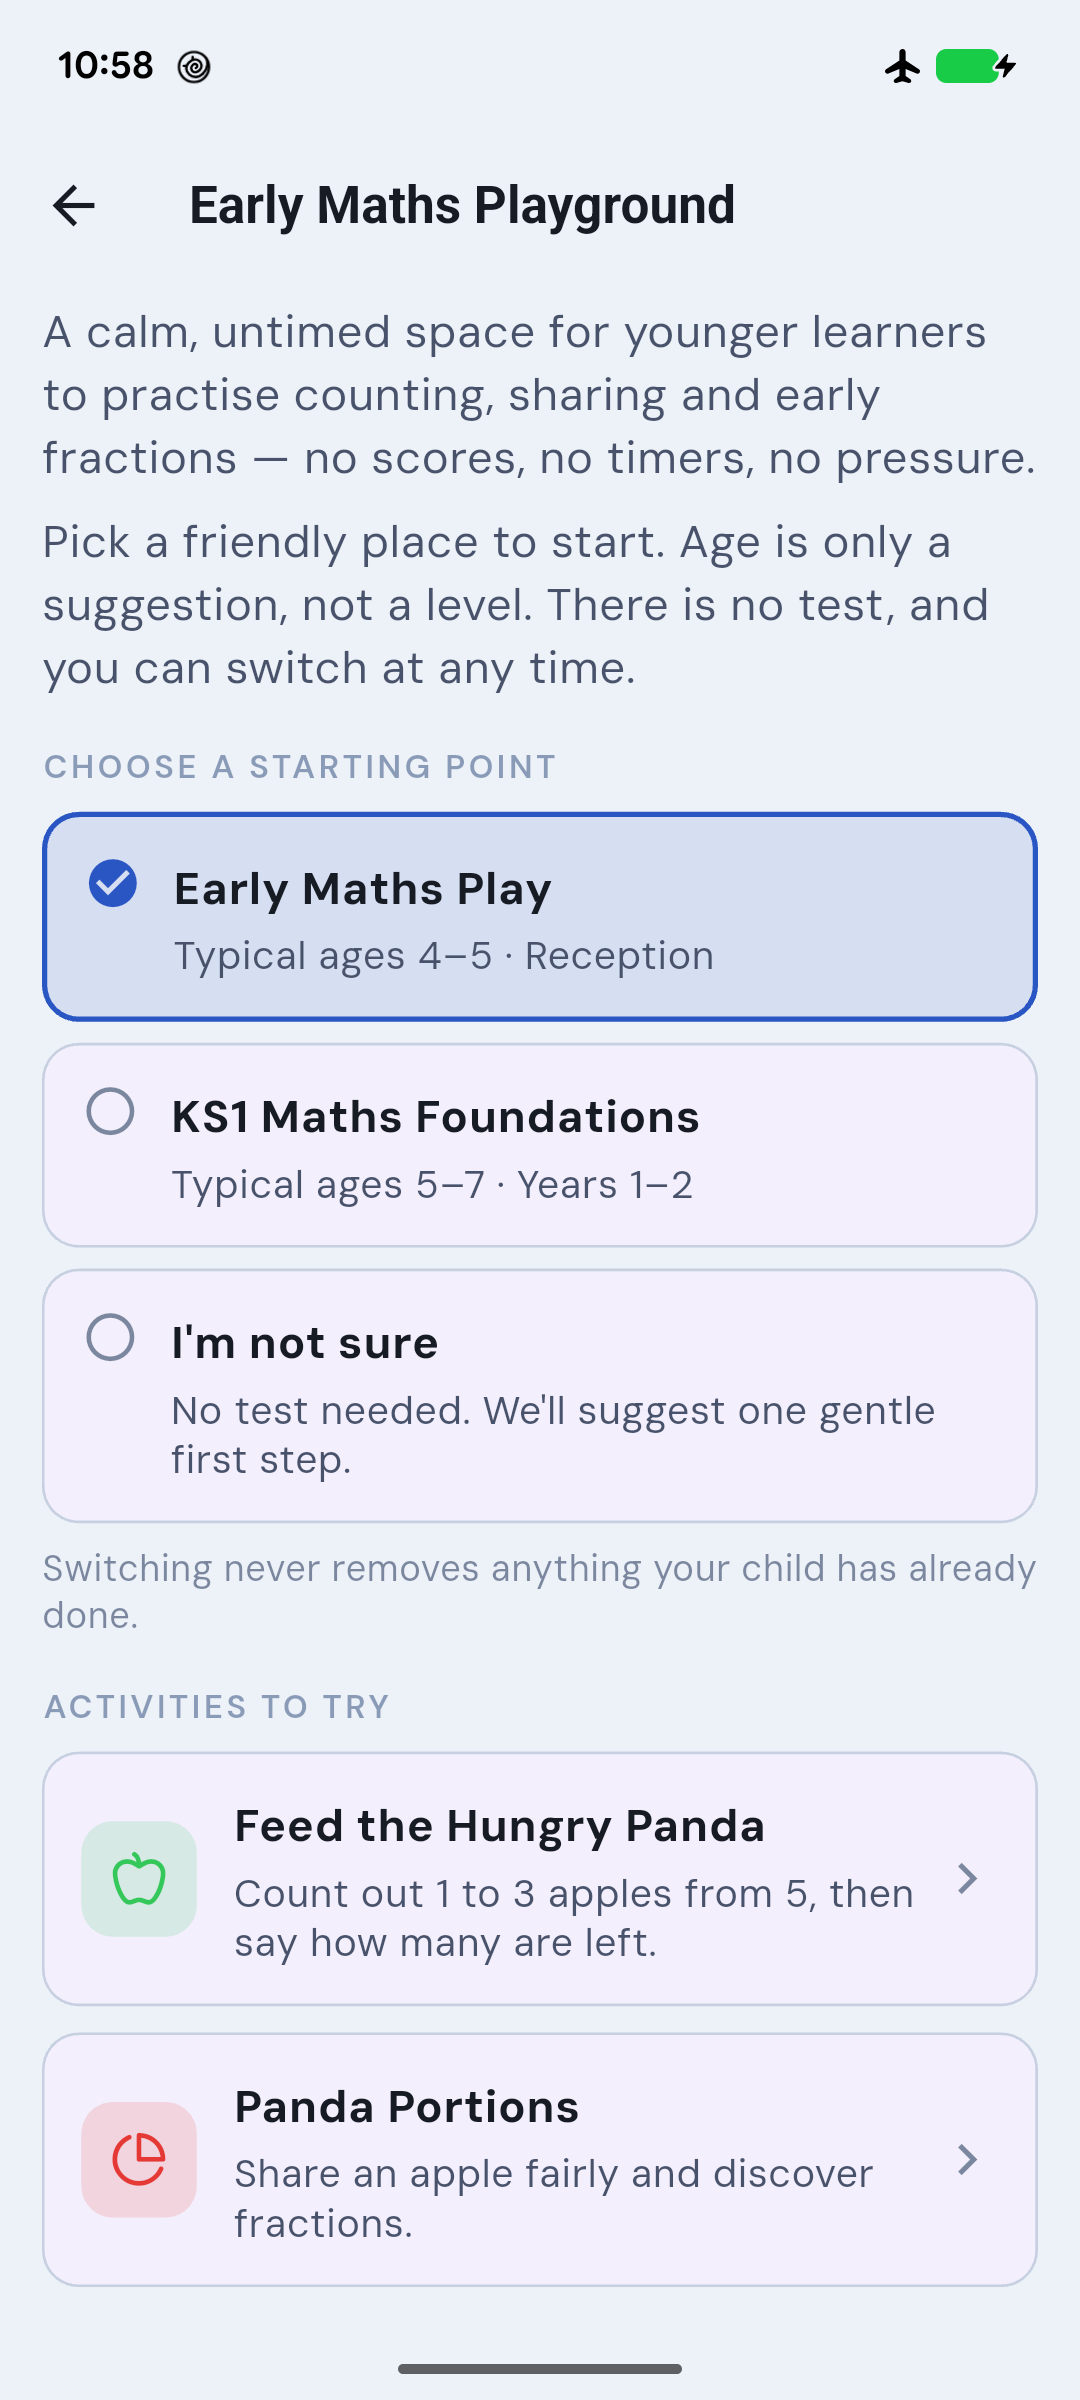 10:58
Early Maths Playground
A calm, untimed space for younger learners
to practise counting, sharing and early
fractions — no scores, no timers, no pressure.
Pick a friendly place to start. Age is only a
suggestion, not a level. There is no test, and
you can switch at any time.
CHOOSE A STARTING POINT
Early Maths Play
Typical ages 4–5 · Reception
KS1 Maths Foundations
Typical ages 5–7 · Years 1–2
I'm not sure
No test needed. We'll suggest one gentle
first step.
Switching never removes anything your child has already
done.
ACTIVITIES TO TRY
Feed the Hungry Panda
Count out 1 to 3 apples from 5, then
say how many are left.
Panda Portions
Share an apple fairly and discover
fractions.